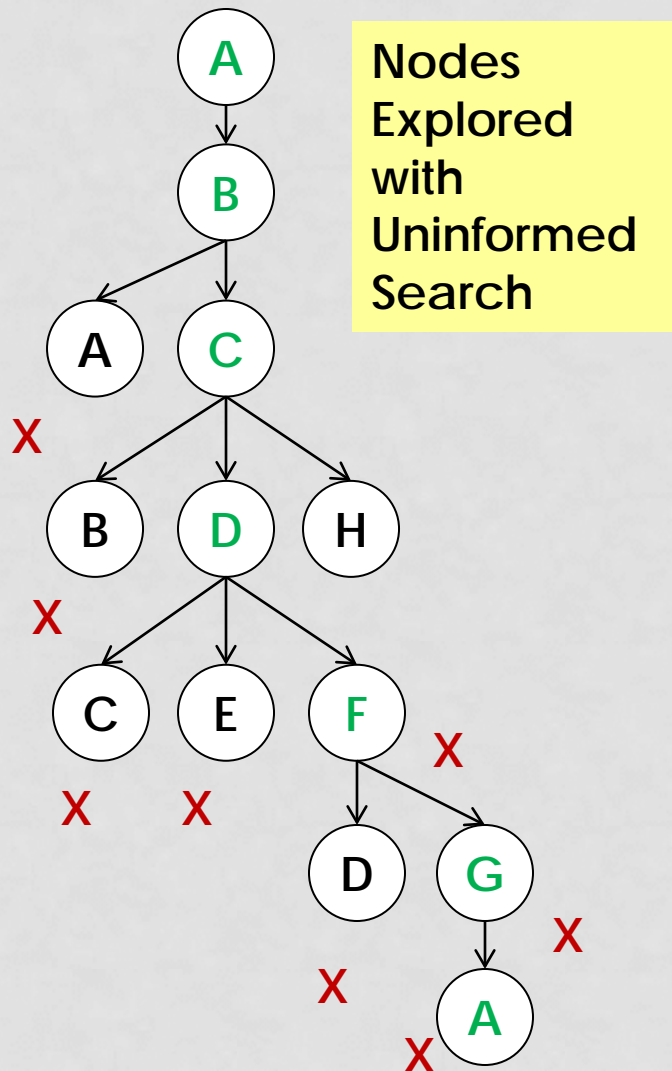 A
Nodes
Explored
with
Uninformed
Search
B
A C
X
B D H
X
C E F
X
X X
D G
X
X
A
X